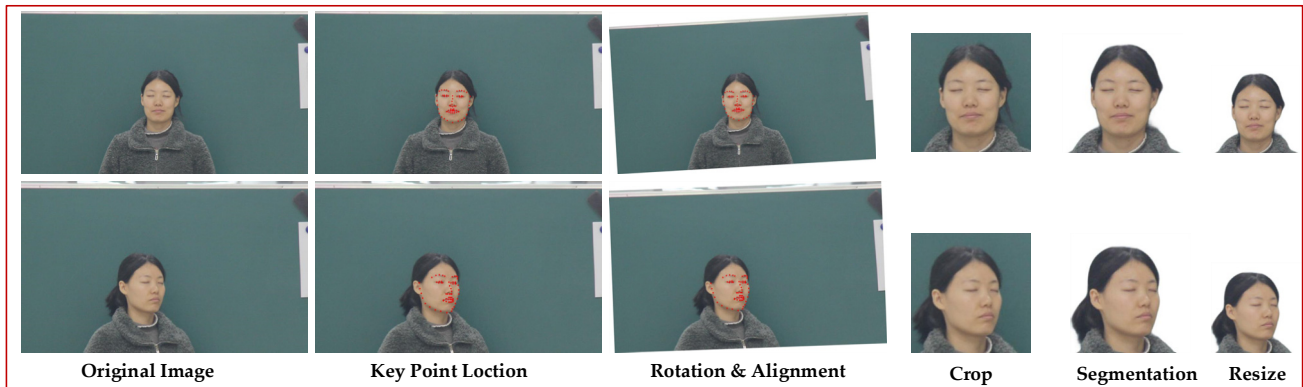 Original Image
Key Point Loction
Rotation & Alignment
Crop
Segmentation
Resize